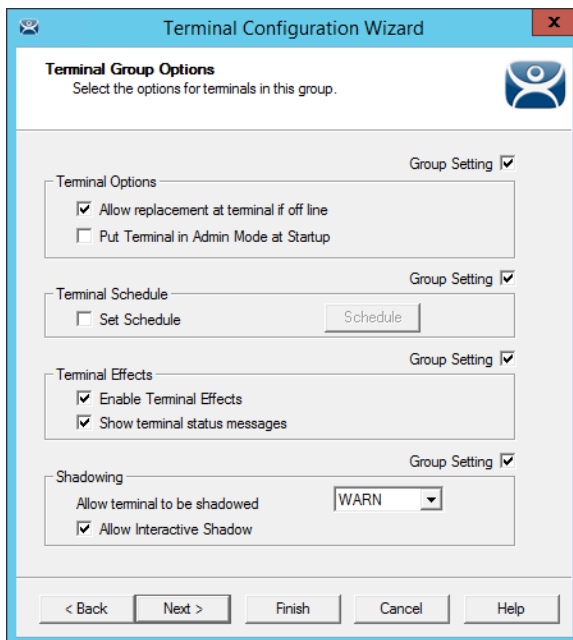 Terminal Configuration Wizard
x
Terminal Group Options
Select the options for terminals in this group.
Group Setting
Terminal Options
Allow replacement at terminal if off line
Put Terminal in Admin Mode at Startup
Group Setting
Terminal Schedule
Set Schedule
Schedule
Group Setting
Terminal Effects
Enable Terminal Effects
Show terminal status messages
Group Setting
Shadowing
Allow terminal to be shadowed WARN
Allow Interactive Shadow
< Back Next > Finish Cancel Help